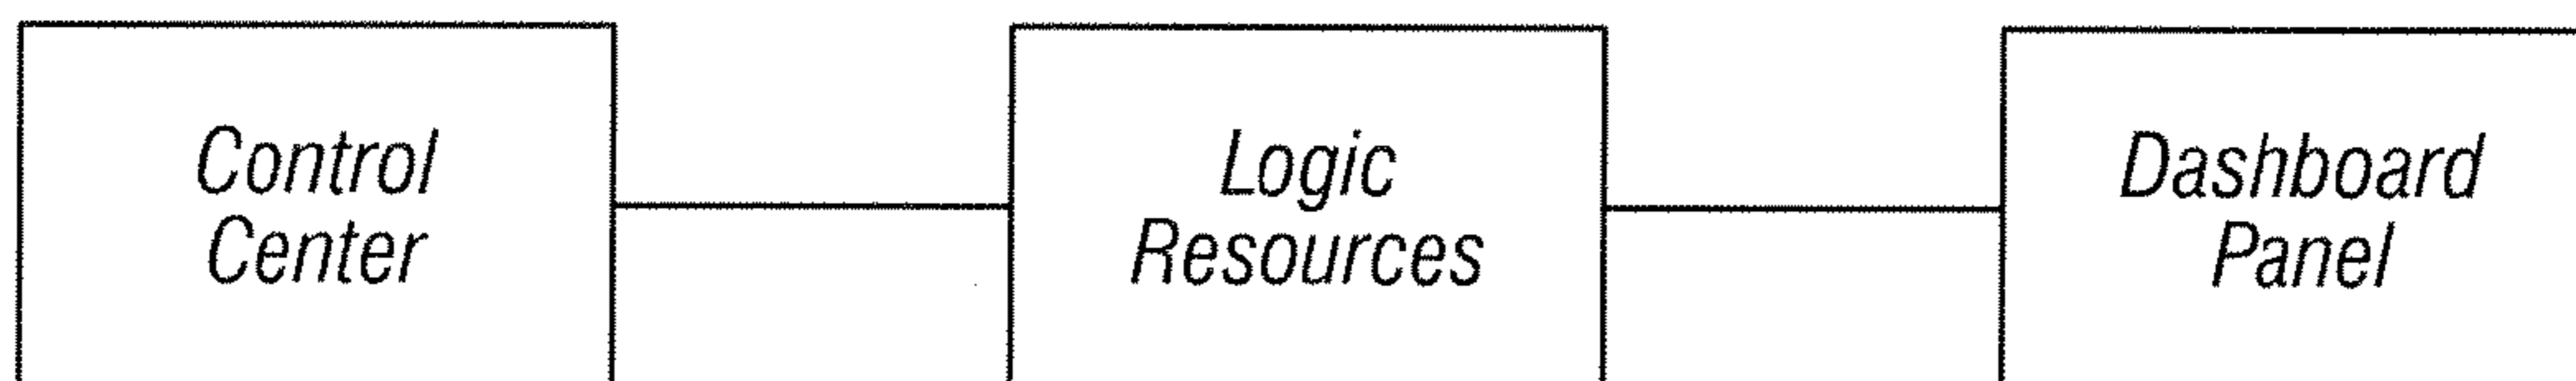 Control
Center
Logic
Resources
Dashboard
Panel